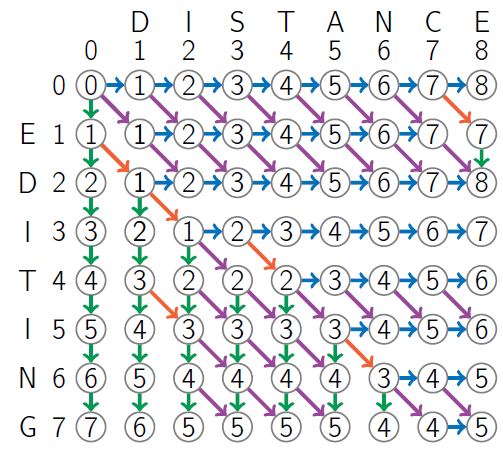 D I S T A N C E
0 1 2 3 4 5 6 7 8
0 0 1 2 3 4 5 6 7 8
E 1 1 1 2 3 4 5 6 7 7
D 2 2 1 2 3 4 5 6 7 8
I 3 3 2 1 2 3 4 5 6 7
T 4 4 3 2 2 2 3 4 5 6
I 5 5 4 3 3 3 3 4 5 6
N 6 6 5 4 4 4 4 3 4 5
G 7 7 6 5 5 5 5 4 4 5